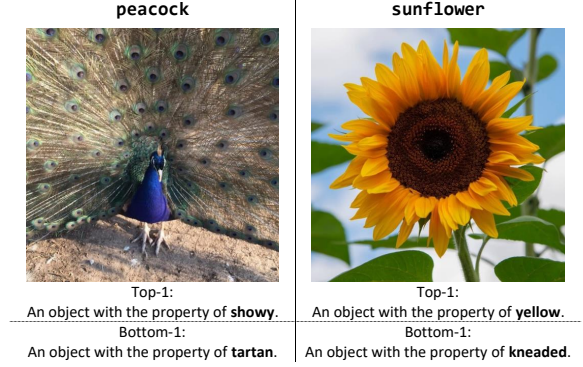 peacock
Top-1:
An object with the property of showy.
Bottom-1:
An object with the property of tartan.
sunflower
Top-1:
An object with the property of yellow.
Bottom-1:
An object with the property of kneaded.